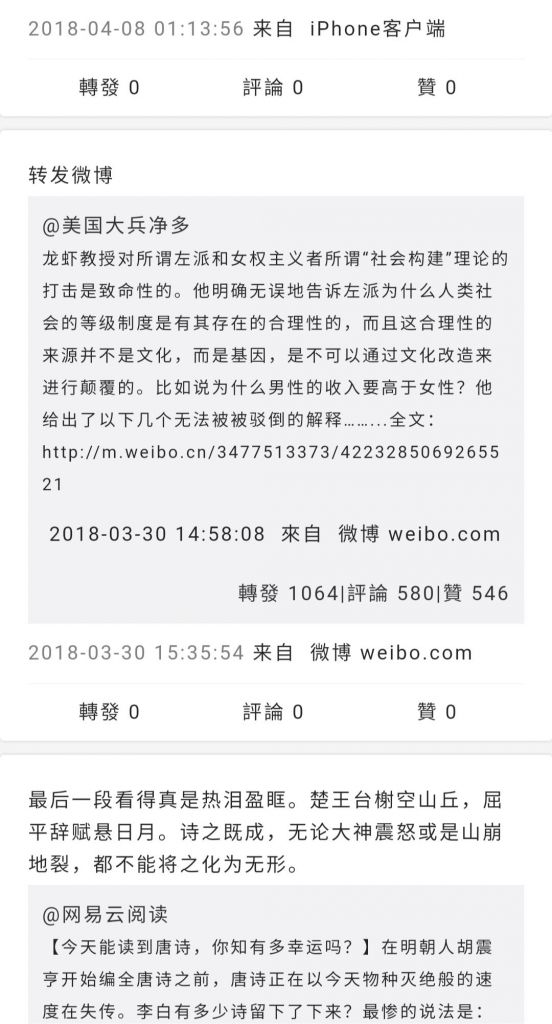 2018-04-08 01:13:56 来自 iPhone客户端
轉發 0 評論 0 贊 0
转发微博
@美国大兵净多
龙虾教授对所谓左派和女权主义者所谓“社会构建”理论的
打击是致命性的。他明确无误地告诉左派为什么人类社
会的等级制度是有其存在的合理性的，而且这合理性的
来源并不是文化，而是基因，是不可以通过文化改造来
进行颠覆的。比如说为什么男性的收入要高于女性？他
给出了以下几个无法被被驳倒的解释……...全文：
http://m.weibo.cn/3477513373/42232850692655
21
2018-03-30 14:58:08 來自 微博 weibo.com
轉發 1064|評論 580|贊 546
2018-03-30 15:35:54 来自 微博 weibo.com
轉發 0 評論 0 贊 0
最后一段看得真是热泪盈眶。楚王台榭空山丘，屈
平辞赋悬日月。诗之既成，无论大神震怒或是山崩
地裂，都不能将之化为无形。
@网易云阅读
【今天能读到唐诗，你知有多幸运吗？】在明朝人胡震
亨开始编全唐诗之前，唐诗正在以今天物种灭绝般的速
度在失传。李白有多少诗留下了下来？最惨的说法是：